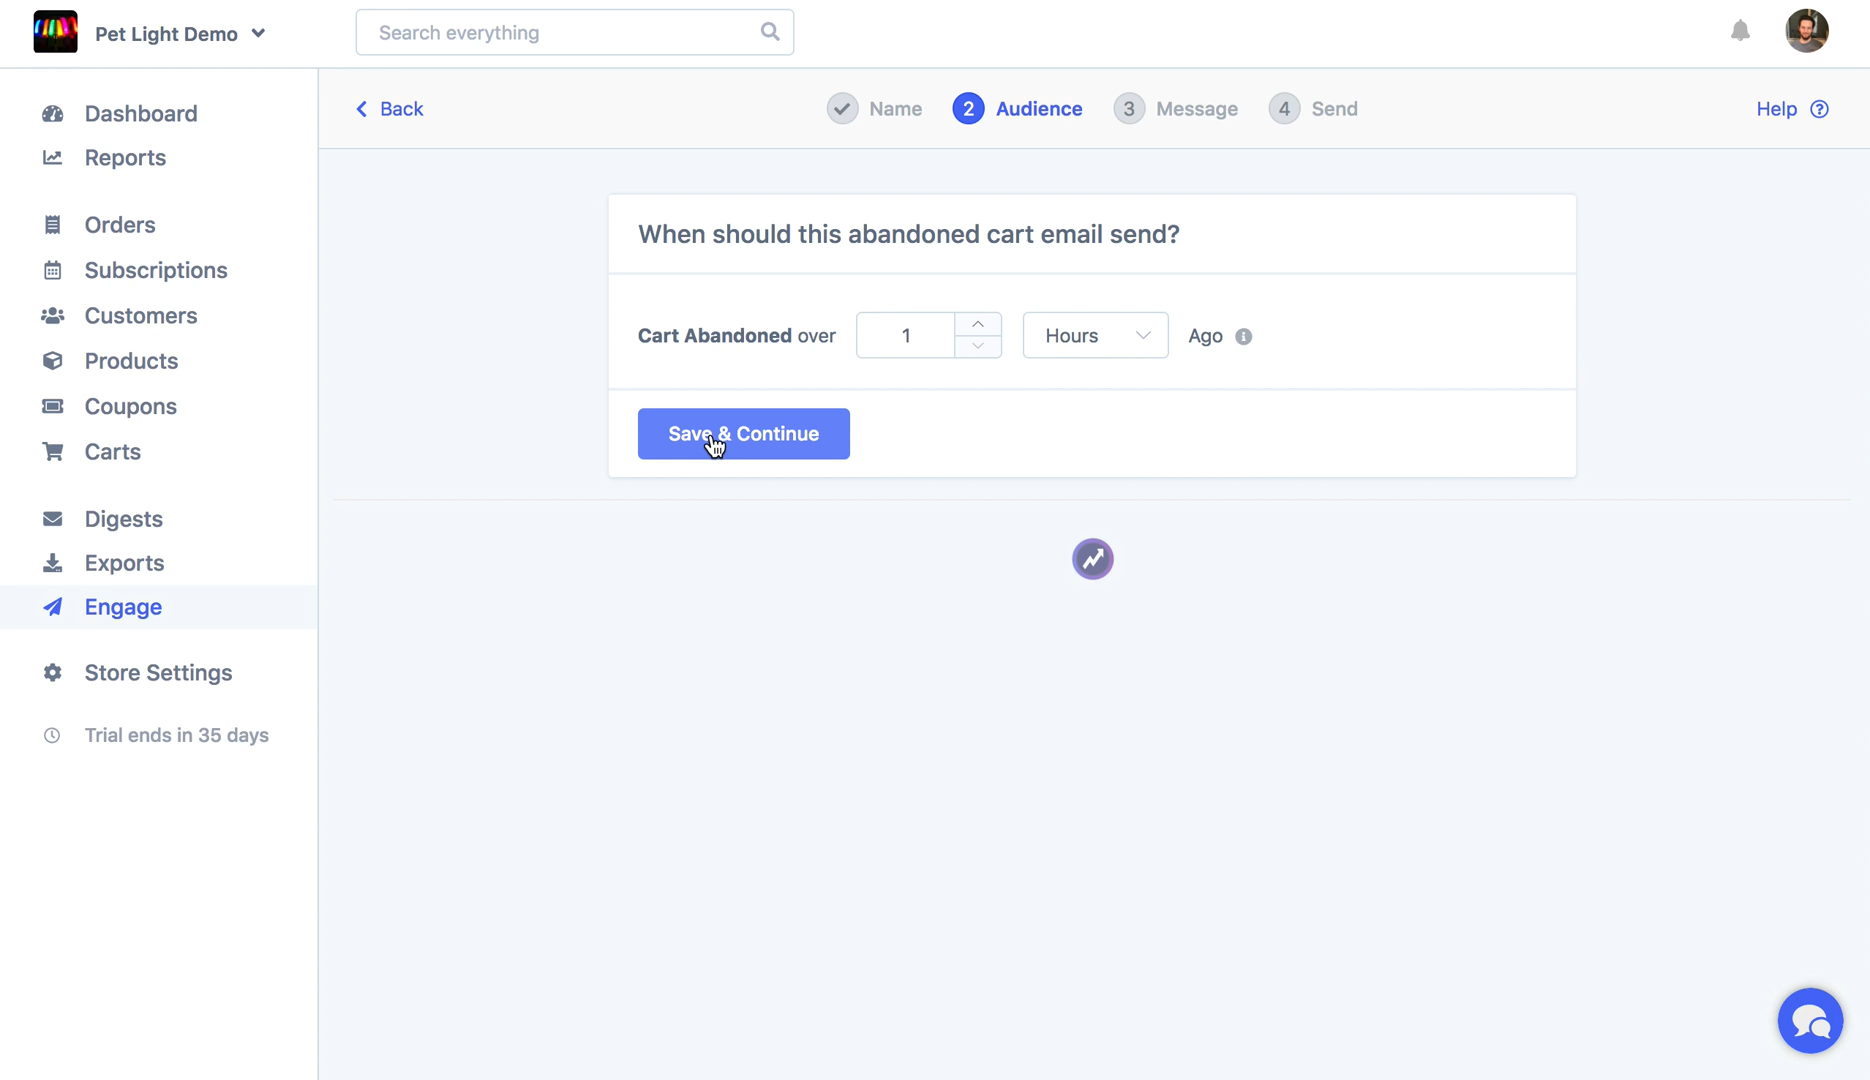 Pet Light Demo
Search everything
Dashboard
Reports
Orders
Subscriptions
Customers
Products
Coupons
Carts
Digests
Exports
Engage
Store Settings
Trial ends in 35 days
Back
Name
2 Audience
3 Message
4 Send
Help ?
When should this abandoned cart email send?
Cart Abandoned over 1 Hours Ago i
Save & Continue